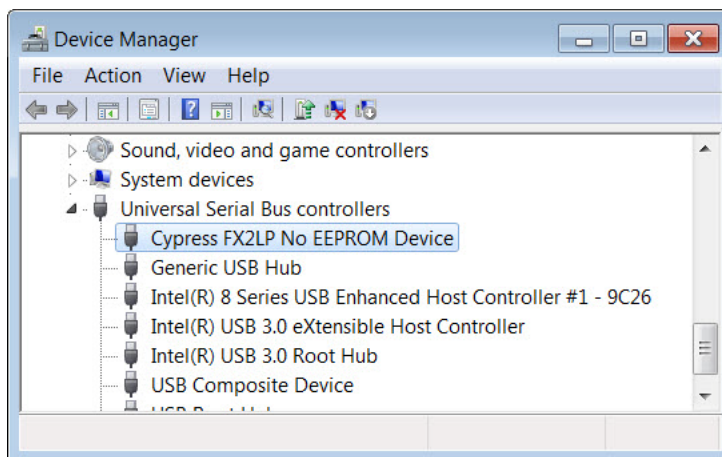 Device Manager
File Action View Help
Sound, video and game controllers
System devices
Universal Serial Bus controllers
Cypress FX2LP No EEPROM Device
Generic USB Hub
Intel(R) 8 Series USB Enhanced Host Controller #1 - 9C26
Intel(R) USB 3.0 eXtensible Host Controller
Intel(R) USB 3.0 Root Hub
USB Composite Device